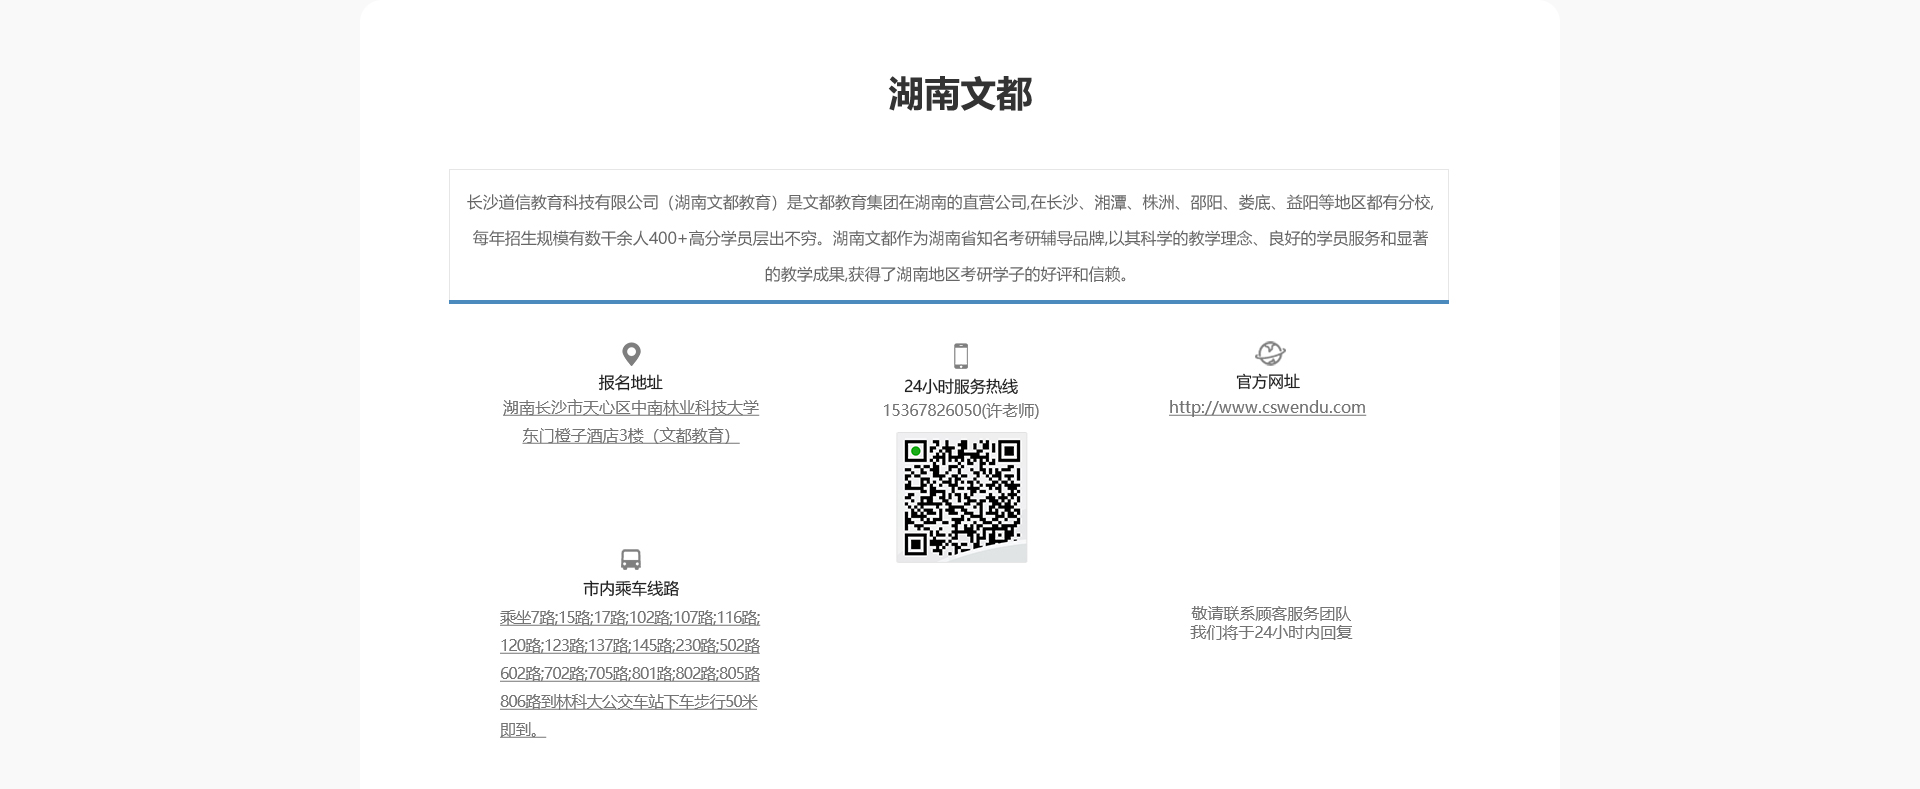 湖南文都
长沙道信教育科技有限公司（湖南文都教育）是文都教育集团在湖南的直营公司,在长沙、湘潭、株洲、邵阳、娄底、益阳等地区都有分校,
每年招生规模有数干余人400+高分学员层出不穷。湖南文都作为湖南省知名考研辅导品牌,以其科学的教学理念、良好的学员服务和显著
的教学成果,获得了湖南地区考研学子的好评和信赖。
报名地址
湖南长沙市天心区中南林业科技大学
东门橙子酒店3楼（文都教育）
24小时服务热线
15367826050(许老师)
官方网址
http://www.cswendu.com
市内乘车线路
乘坐7路;15路;17路;102路;107路;116路;
120路;123路;137路;145路;230路;502路
602路;702路;705路;801路;802路;805路
806路到林科大公交车站下车步行50米
即到。
敬请联系顾客服务团队
我们将于24小时内回复